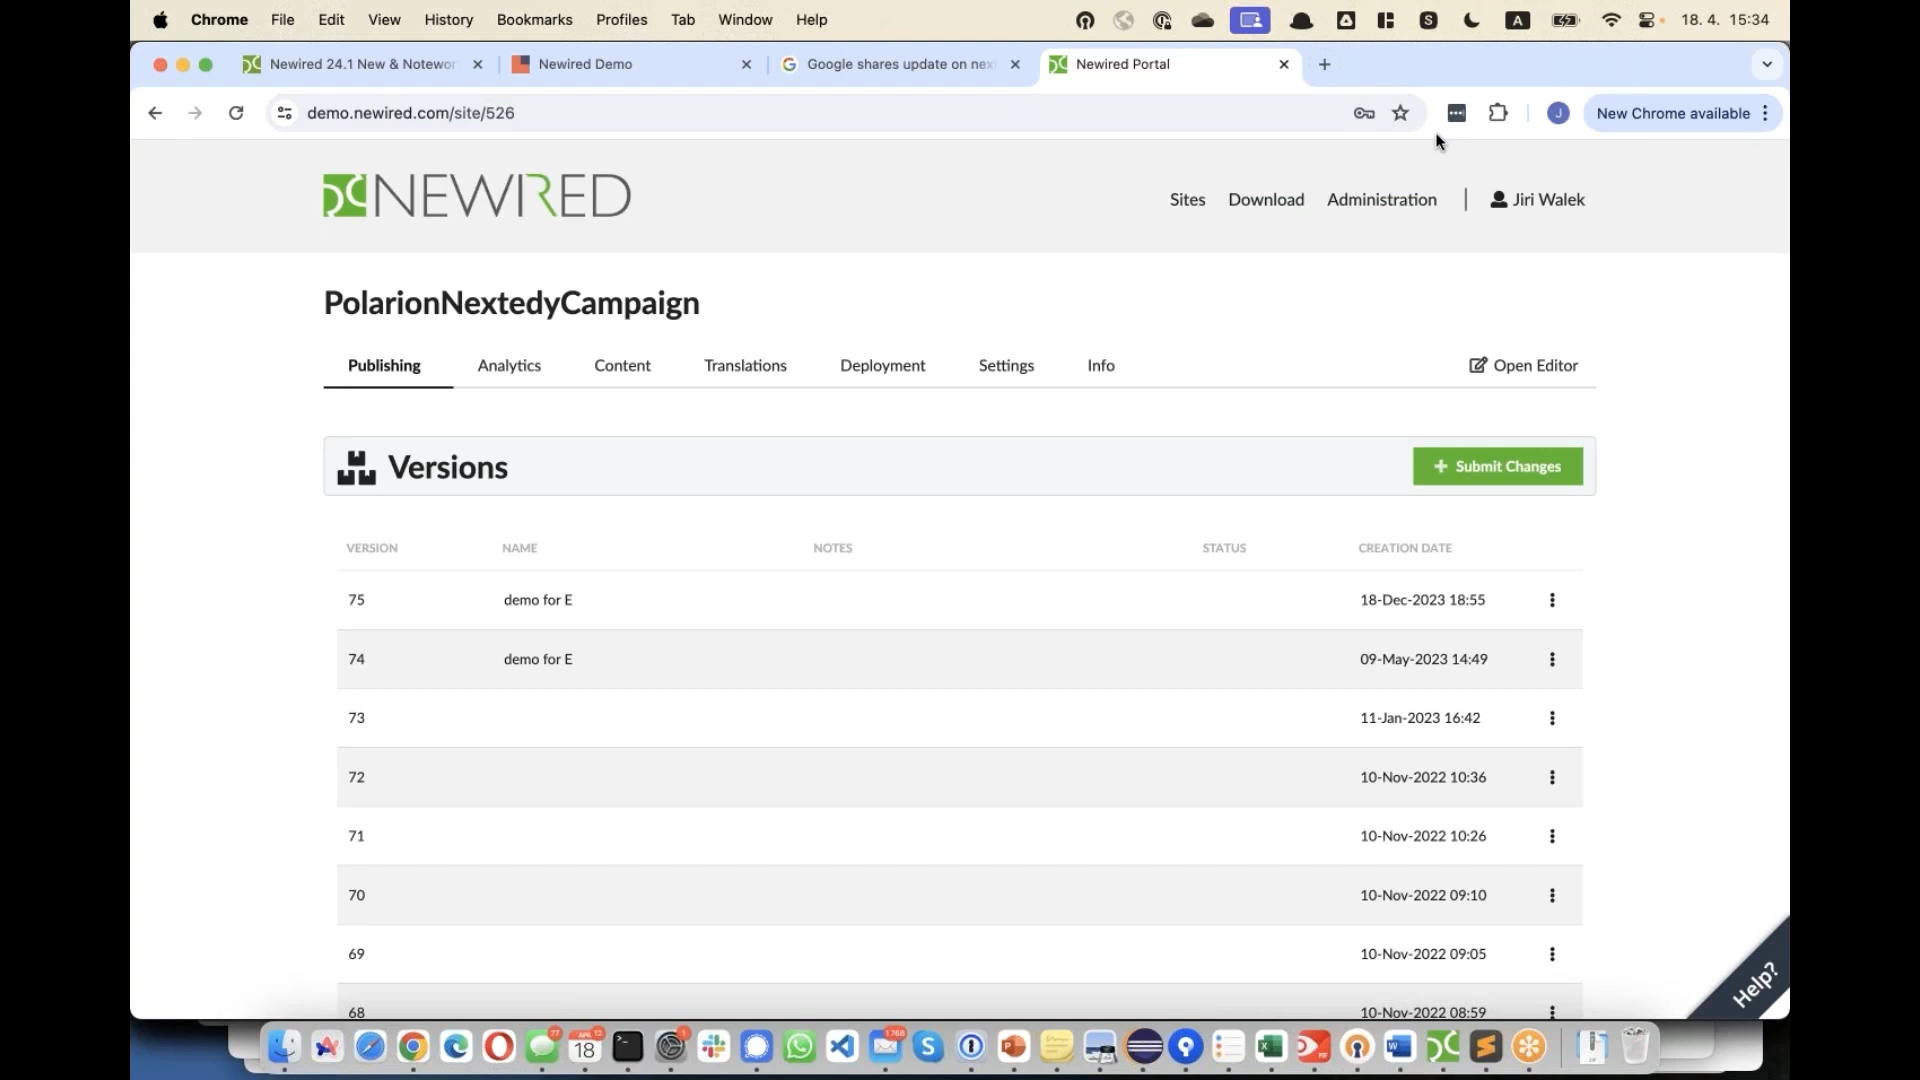 Chrome File Edit View History Bookmarks Profiles Tab Window Help
A
S
18. 4. 15:34
Newired 24.1 New & Notewor
Newired Demo
Google shares update on nex
Newired Portal
demo.newired.com/site/526
J
New Chrome available
NEWIRED
Sites Download Administration | Jiri Walek
PolarionNextedyCampaign
Publishing Analytics Content Translations Deployment Settings Info
Open Editor
Versions
+ Submit Changes
VERSION NAME NOTES STATUS CREATION DATE
75 demo for E 18-Dec-2023 18:55
74 demo for E 09-May-2023 14:49
73 11-Jan-2023 16:42
72 10-Nov-2022 10:36
71 10-Nov-2022 10:26
70 10-Nov-2022 09:10
69 10-Nov-2022 09:05
68 10-Nov-2022 08:59
Help?
77
18
1
1768